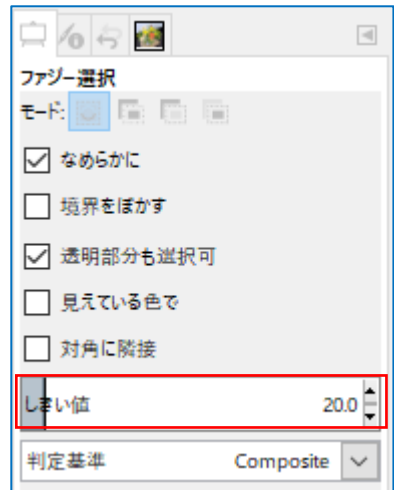 ファジー選択
モード:
なめらかに
境界をぼかす
透明部分も選択可
見えている色で
対角に隣接
しきい値 20.0
判定基準 Composite